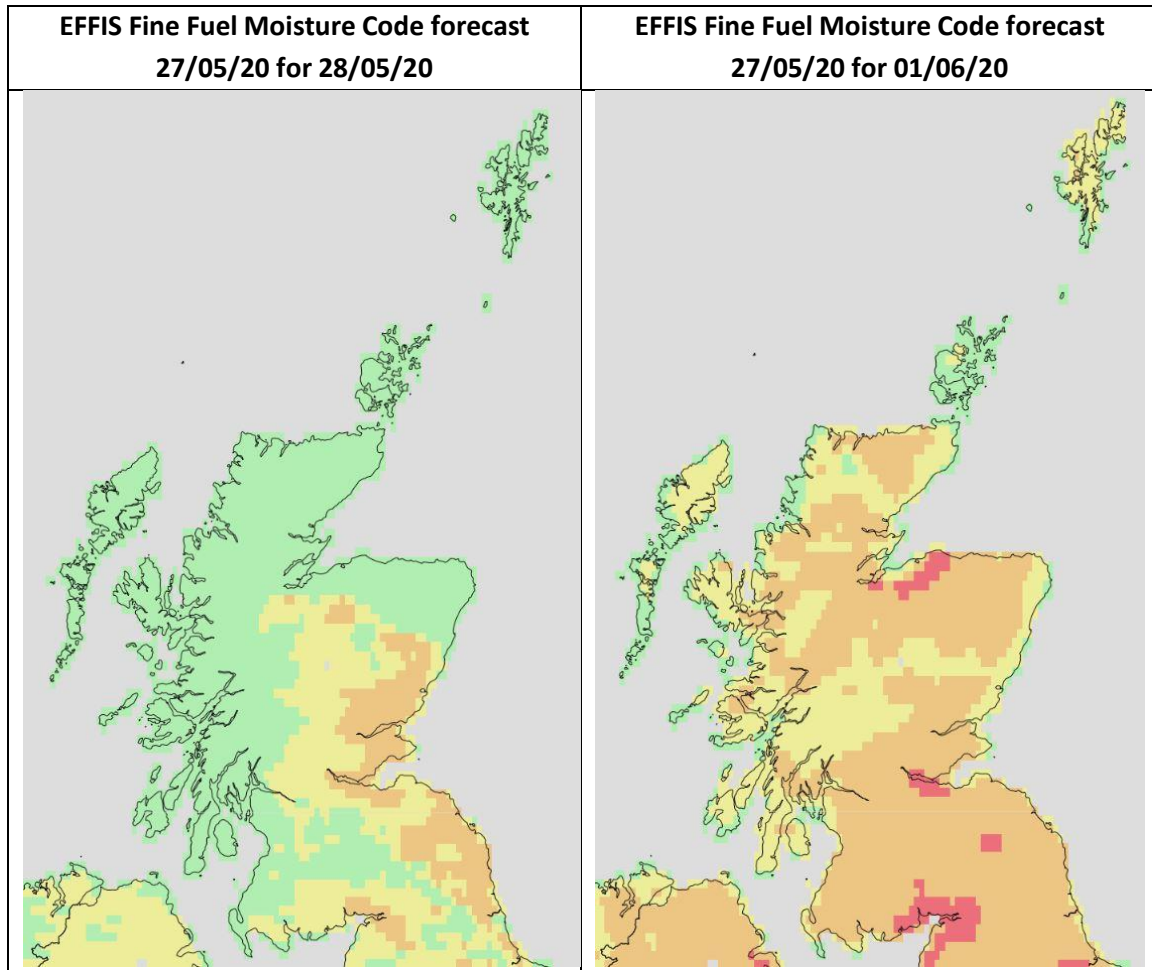 EFFIS Fine Fuel Moisture Code forecast
27/05/20 for 28/05/20
EFFIS Fine Fuel Moisture Code forecast
27/05/20 for 01/06/20